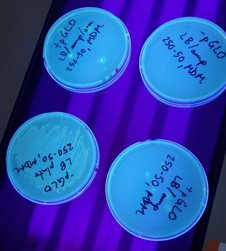 +pGLO
LB/amp/ara
250-50, MDM
-pGLO
LB/amp
250-50, MDM
-pGLO
LB plate
250-50, MDM
+pGLO
LB/amp
250-50, MDM